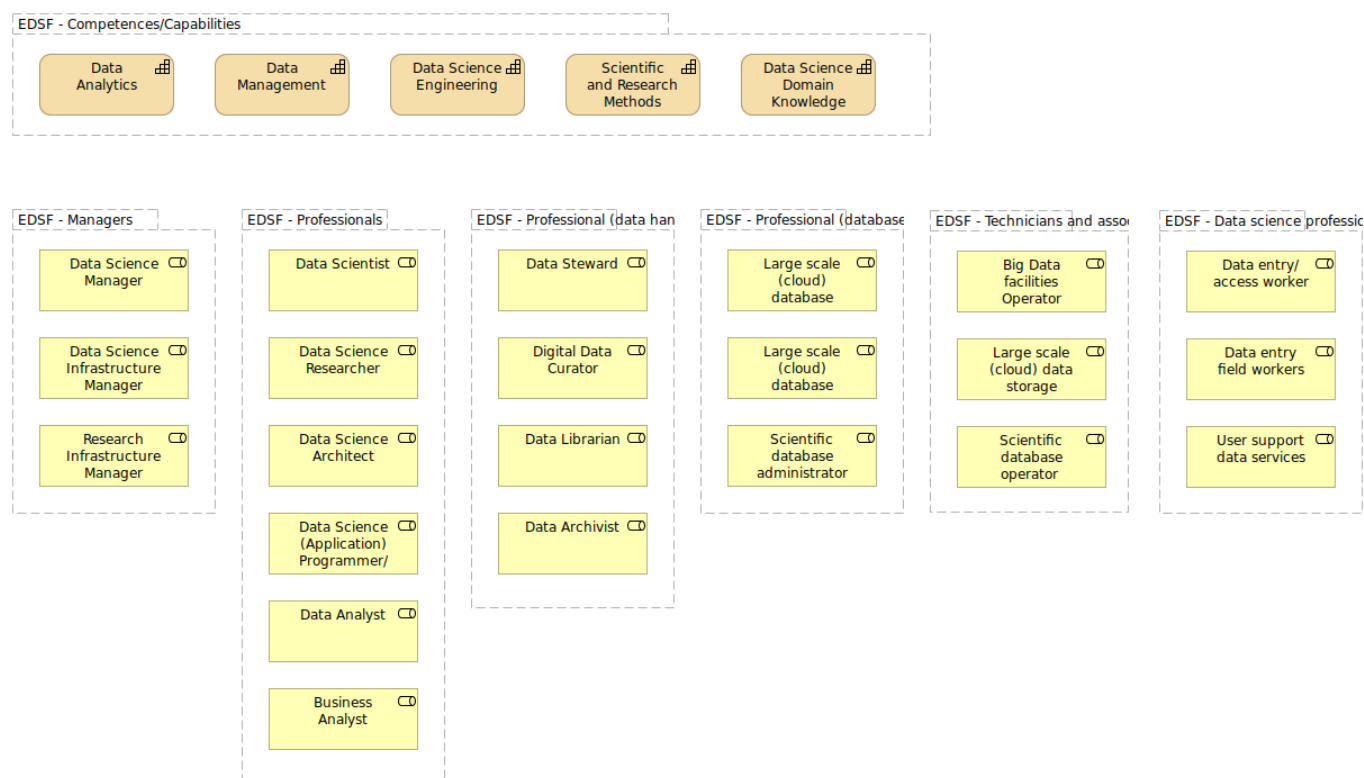 EDSF - Competences/Capabilities
Data
Analytics
Data
Management
Data Science
Engineering
Scientific
and Research
Methods
Data Science
Domain
Knowledge
EDSF - Managers
Data Science
Manager
Data Science
Infrastructure
Manager
Research
Infrastructure
Manager
EDSF - Professionals
Data Scientist
Data Science
Researcher
Data Science
Architect
Data Science
(Application)
Programmer/
Data Analyst
Business
Analyst
EDSF - Professional (data han
Data Steward
Digital Data
Curator
Data Librarian
Data Archivist
EDSF - Professional (database
Large scale
(cloud)
database
Large scale
(cloud)
database
Scientific
database
administrator
EDSF - Technicians and asso
Big Data
facilities
Operator
Large scale
(cloud) data
storage
Scientific
database
operator
EDSF - Data science professio
Data entry/
access worker
Data entry
field workers
User support
data services